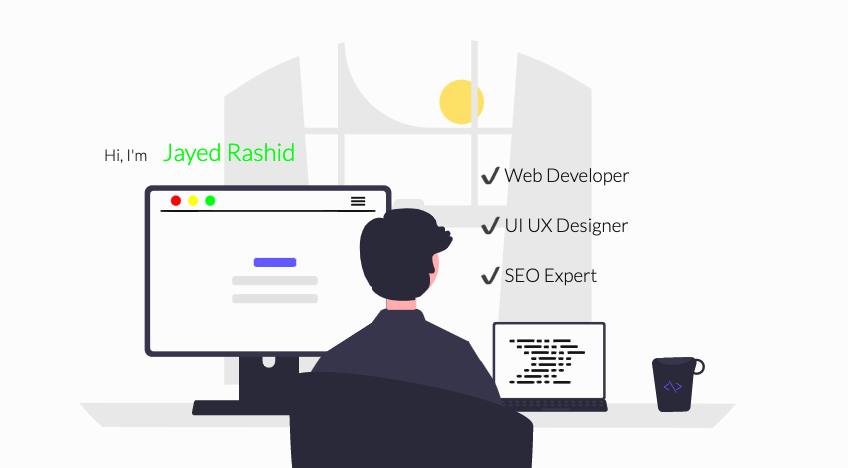 Hi, I'm Jayed Rashid
✔ Web Developer
✔ UI UX Designer
✔ SEO Expert
</>